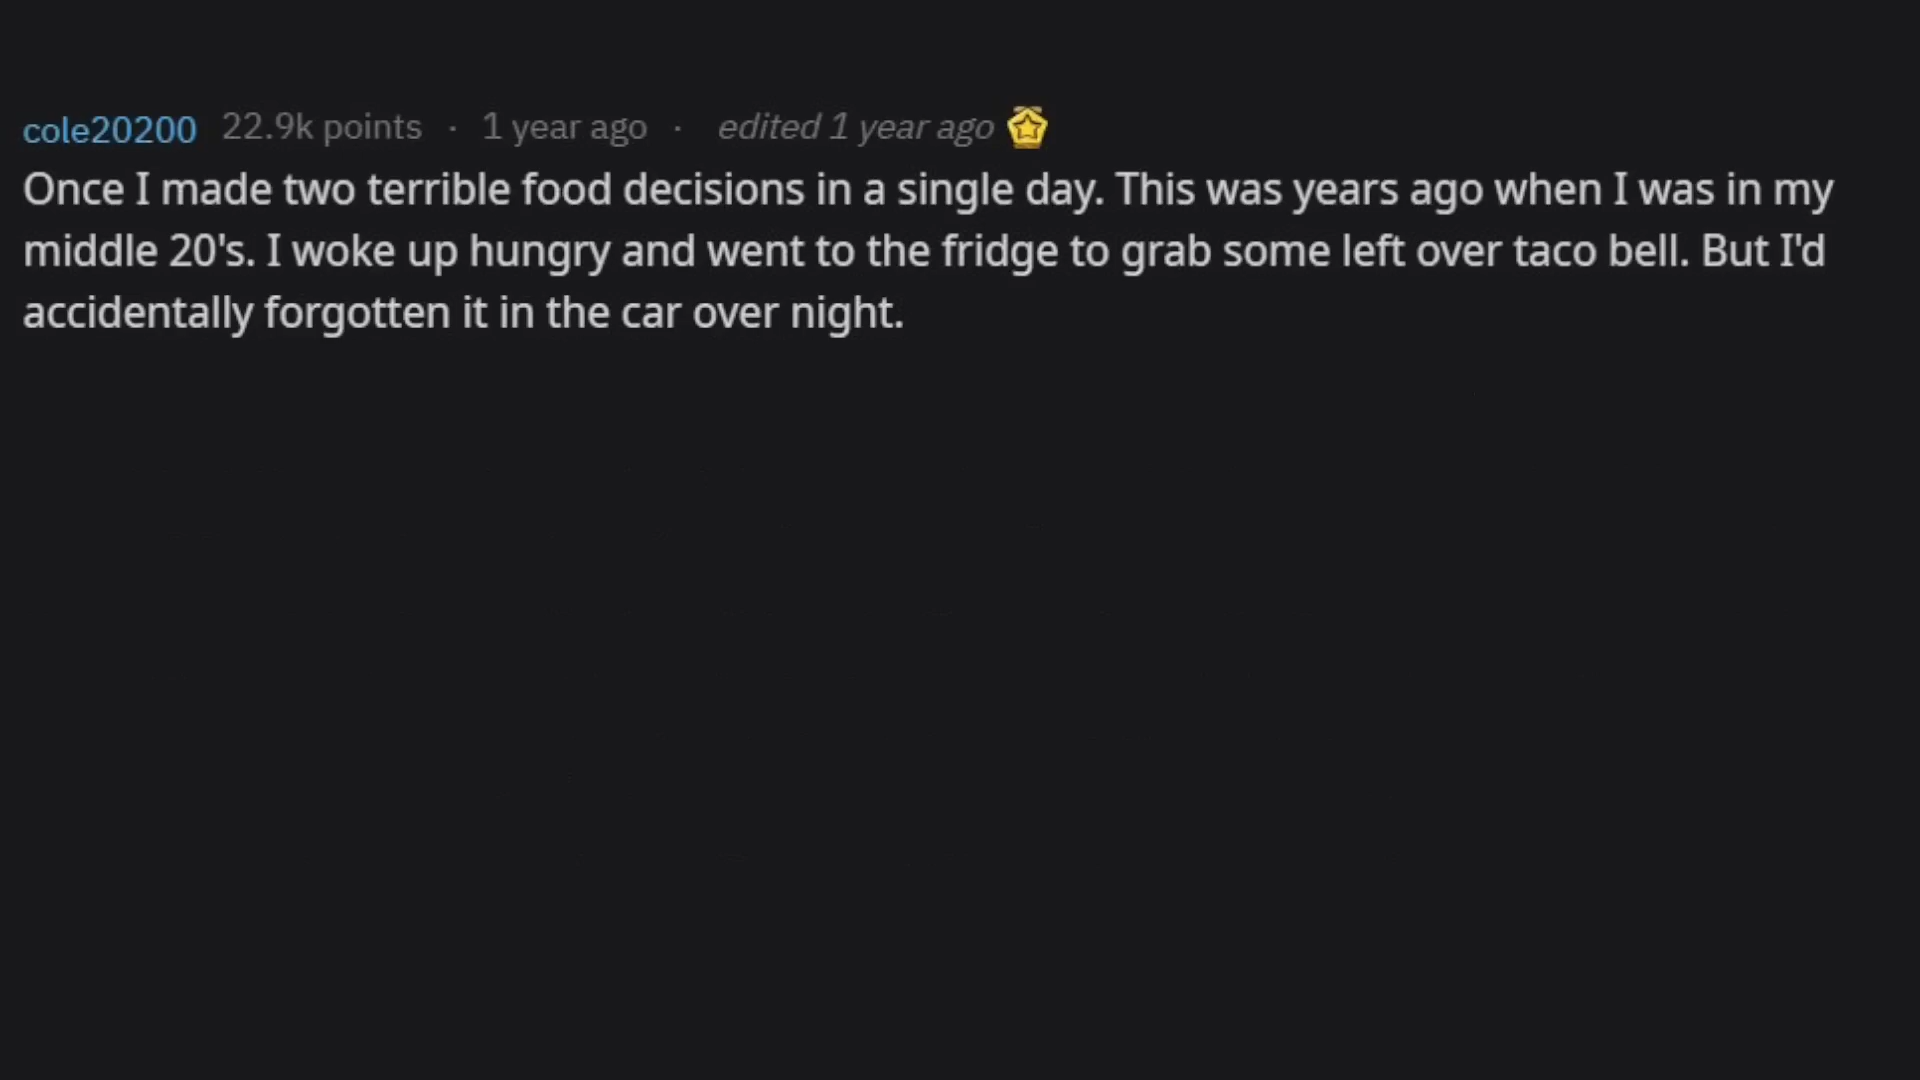 cole20200 22.9k points · 1 year ago · edited 1 year ago
Once I made two terrible food decisions in a single day. This was years ago when I was in my
middle 20's. I woke up hungry and went to the fridge to grab some left over taco bell. But I'd
accidentally forgotten it in the car over night.